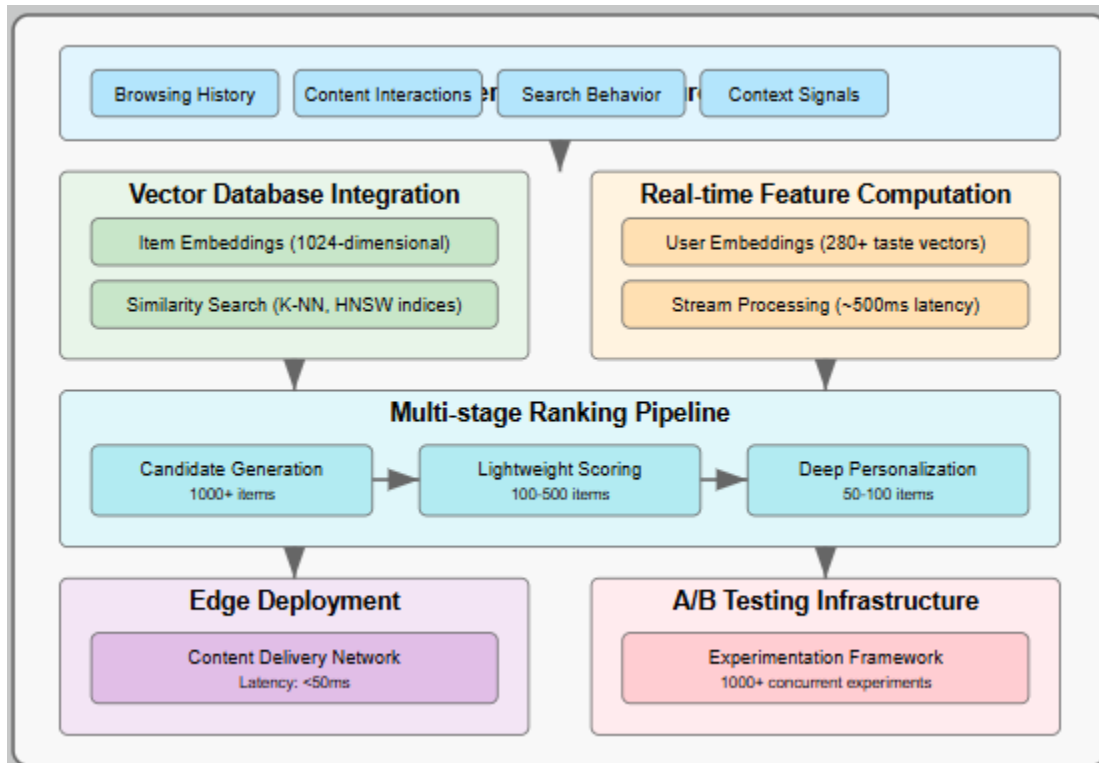 Browsing History
Content Interactions
Search Behavior
Context Signals
Vector Database Integration
Item Embeddings (1024-dimensional)
Similarity Search (K-NN, HNSW indices)
Real-time Feature Computation
User Embeddings (280+ taste vectors)
Stream Processing (~500ms latency)
Multi-stage Ranking Pipeline
Candidate Generation
1000+ items
Lightweight Scoring
100-500 items
Deep Personalization
50-100 items
Edge Deployment
Content Delivery Network
Latency: <50ms
A/B Testing Infrastructure
Experimentation Framework
1000+ concurrent experiments